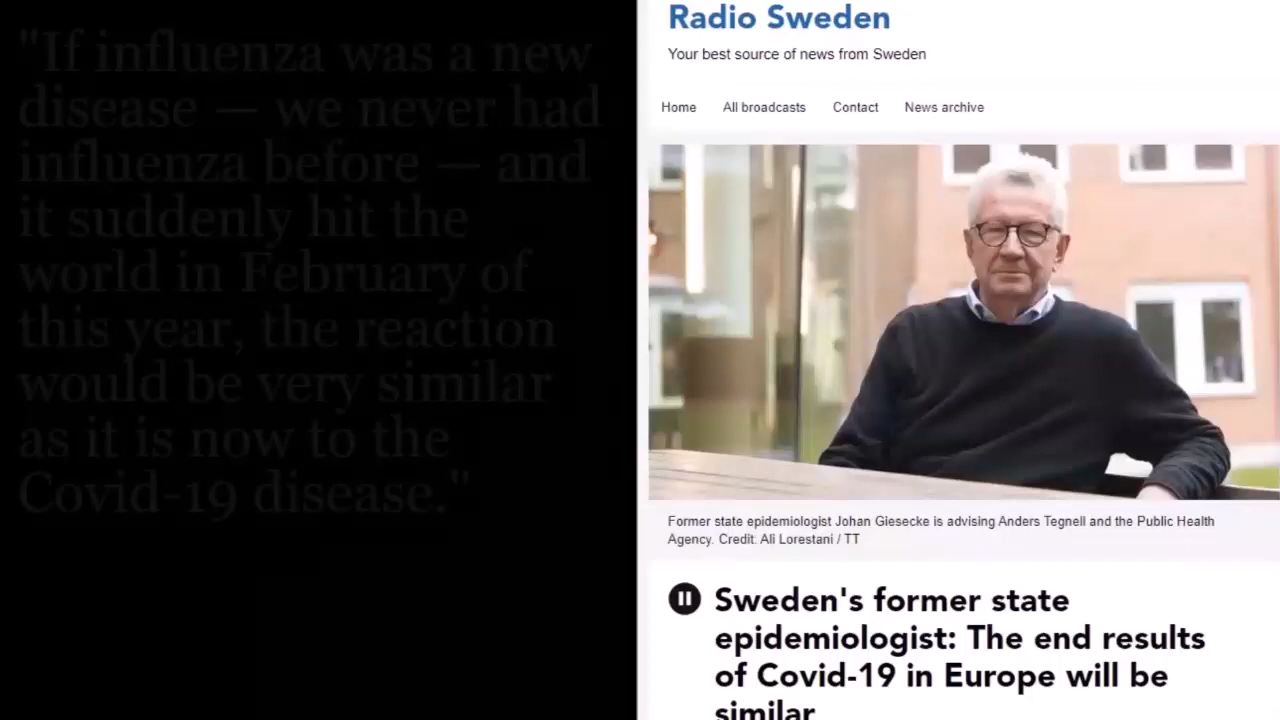 "If influenza was a new
disease — we never had
influenza before — and
it suddenly hit the
world in February of
this year, the reaction
would be very similar
as it is now to the
Covid-19 disease."
Radio Sweden
Your best source of news from Sweden
Home All broadcasts Contact News archive
Former state epidemiologist Johan Giesecke is advising Anders Tegnell and the Public Health
Agency. Credit: Ali Lorestani / TT
Sweden's former state
epidemiologist: The end results
of Covid-19 in Europe will be
similar